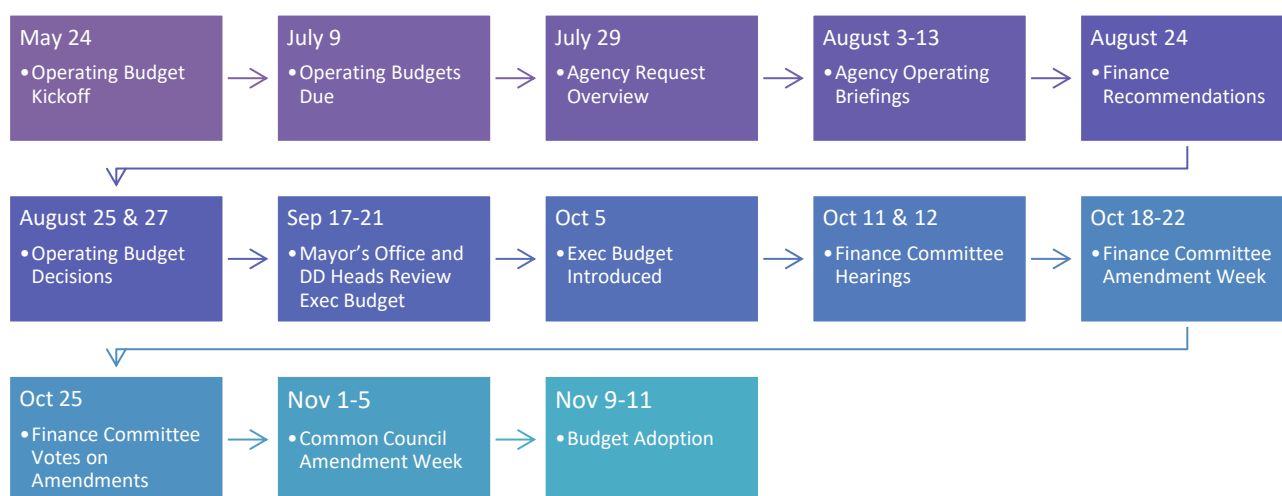 May 24
•Operating Budget
Kickoff
July 9
•Operating Budgets
Due
July 29
•Agency Request
Overview
August 3-13
•Agency Operating
Briefings
August 24
•Finance
Recommendations
August 25 & 27
•Operating Budget
Decisions
Sep 17-21
•Mayor’s Office and
DD Heads Review
Exec Budget
Oct 5
•Exec Budget
Introduced
Oct 11 & 12
•Finance Committee
Hearings
Oct 18-22
•Finance Committee
Amendment Week
Oct 25
•Finance Committee
Votes on
Amendments
Nov 1-5
•Common Council
Amendment Week
Nov 9-11
•Budget Adoption